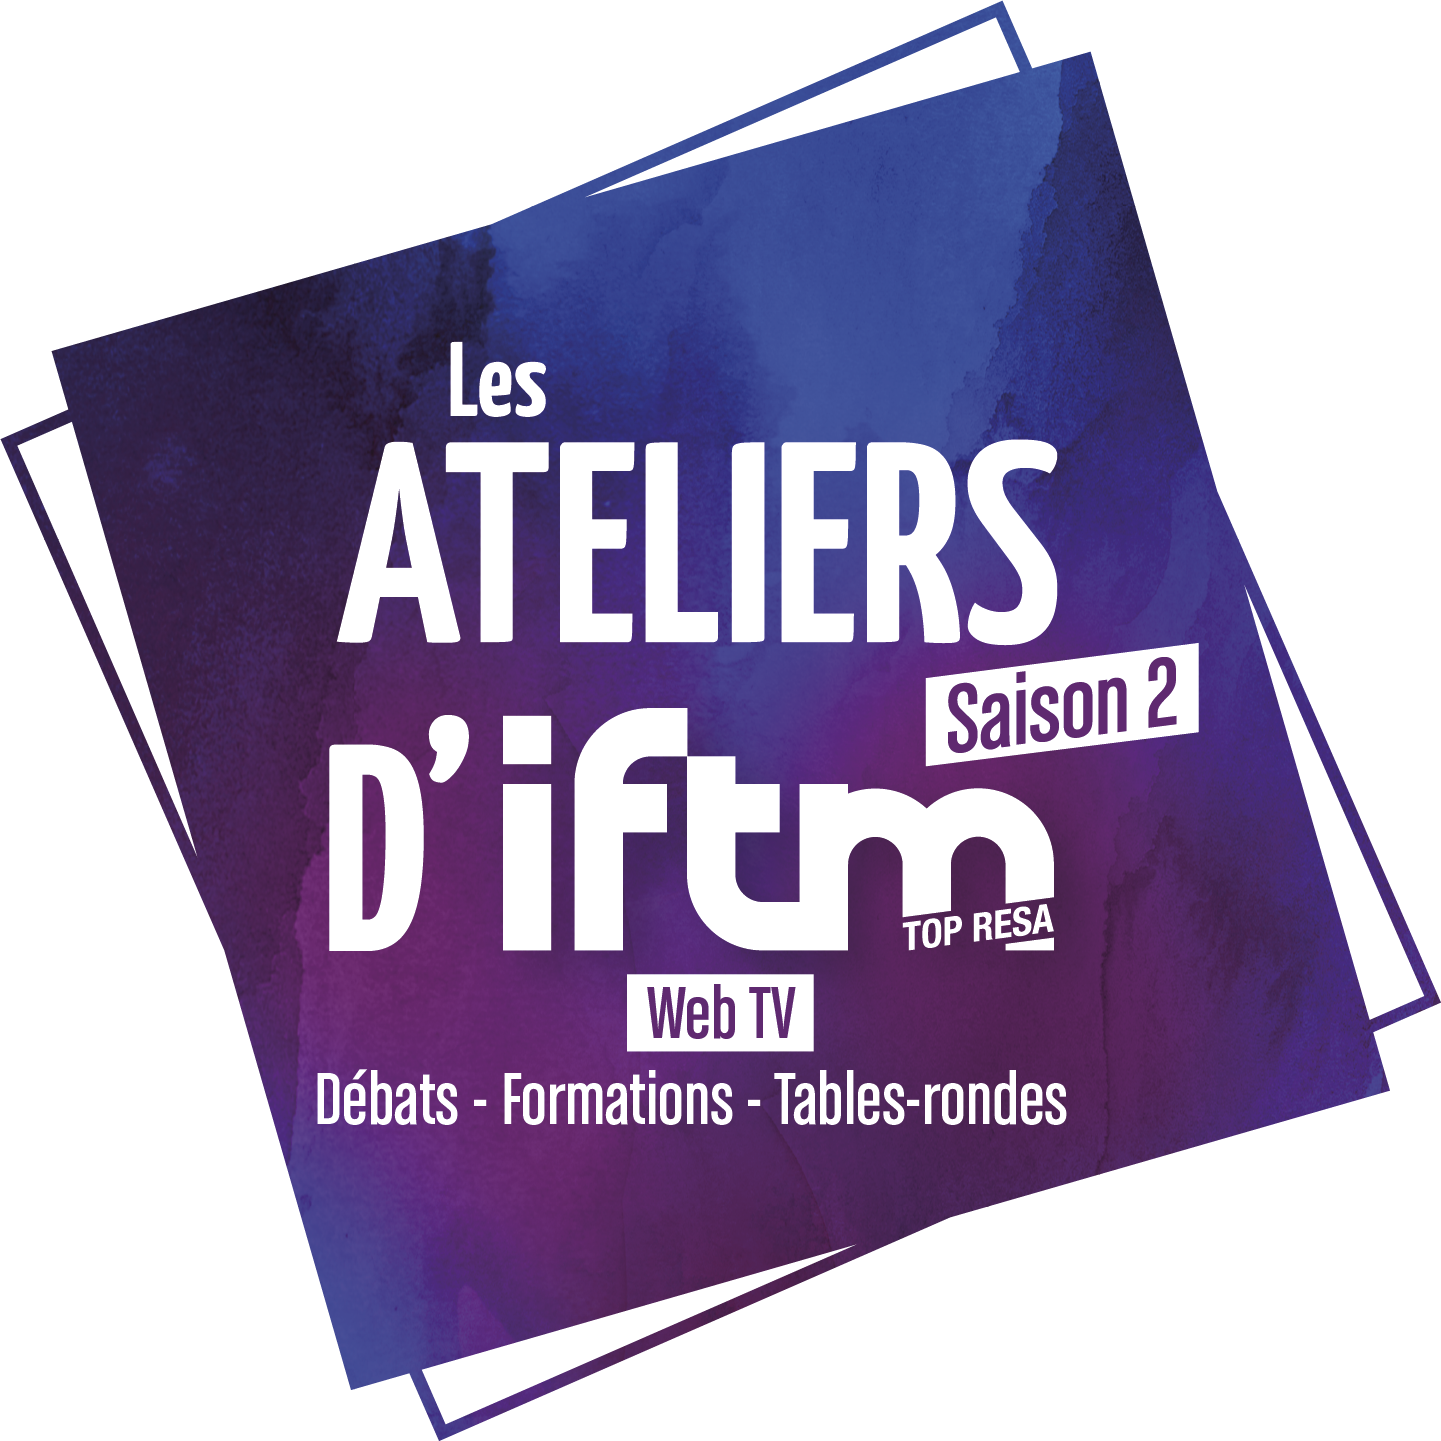 Les
ATELIERS
Saison 2
D'iftm
TOP RESA
Web TV
Débats - Formations - Tables-rondes